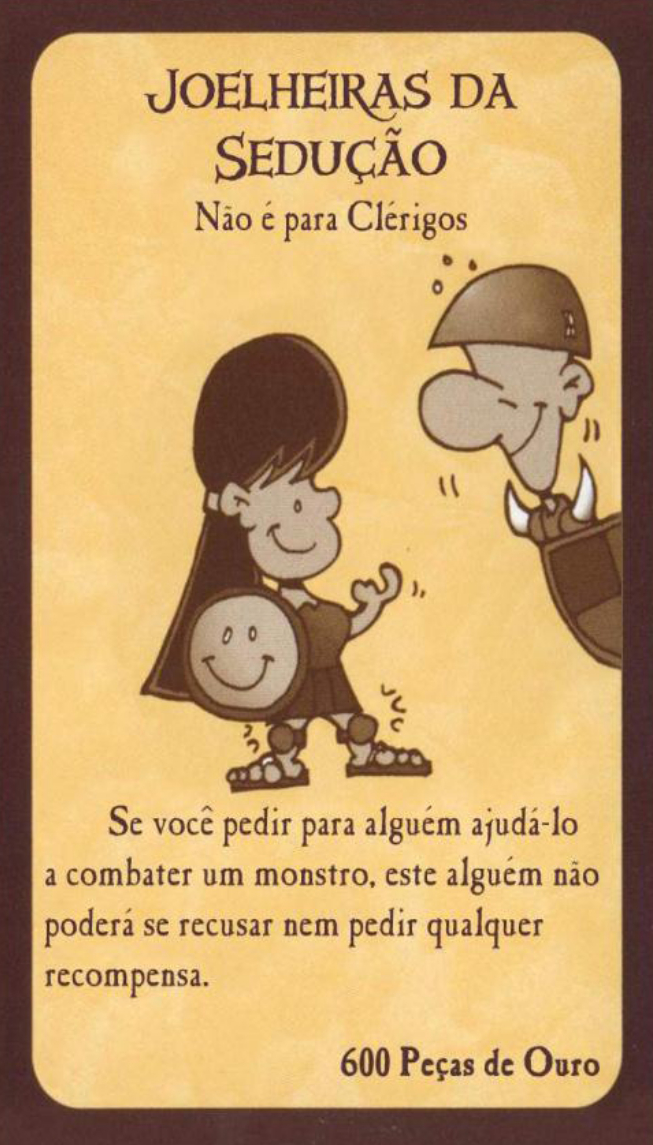 Joelheiras da
Sedução
Não é para Clérigos
Se você pedir para alguém ajudá-lo
a combater um monstro, este alguém não
poderá se recusar nem pedir qualquer
recompensa.
600 Peças de Ouro